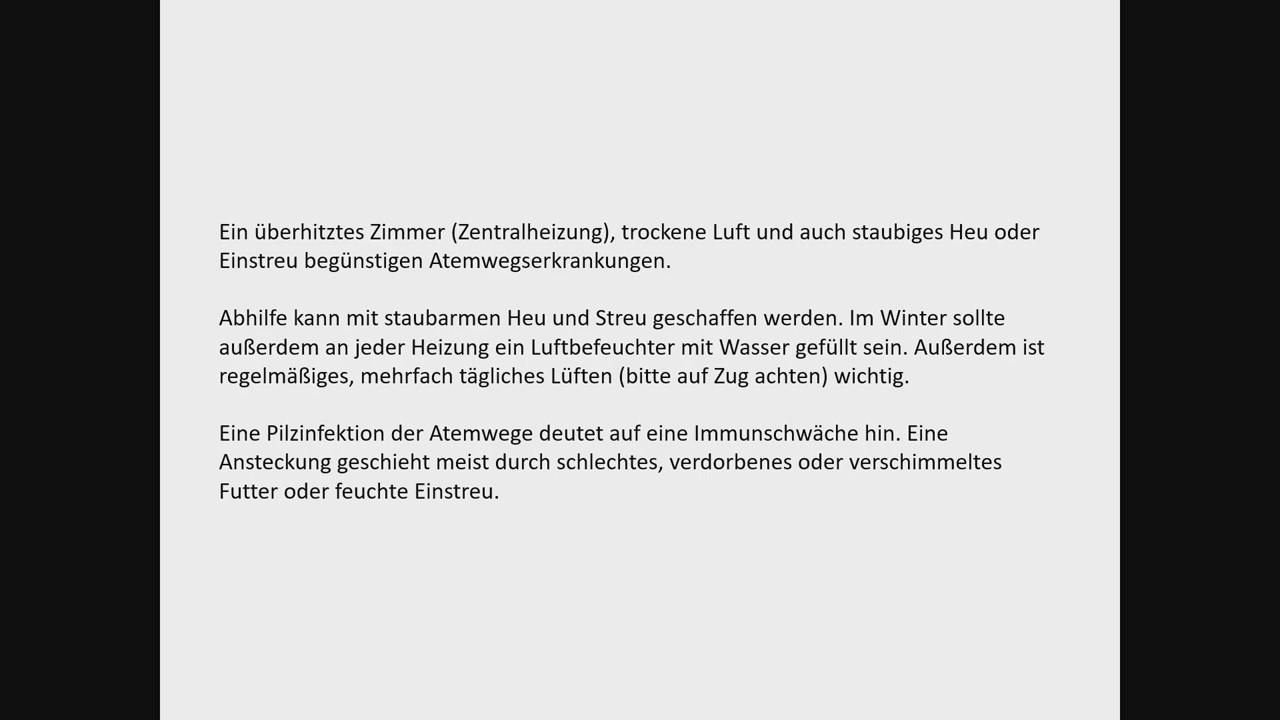 Ein überhitztes Zimmer (Zentralheizung), trockene Luft und auch staubiges Heu oder
Einstreu begünstigen Atemwegserkrankungen.
Abhilfe kann mit staubarmen Heu und Streu geschaffen werden. Im Winter sollte
außerdem an jeder Heizung ein Luftbefeuchter mit Wasser gefüllt sein. Außerdem ist
regelmäßiges, mehrfach tägliches Lüften (bitte auf Zug achten) wichtig.
Eine Pilzinfektion der Atemwege deutet auf eine Immunschwäche hin. Eine
Ansteckung geschieht meist durch schlechtes, verdorbenes oder verschimmeltes
Futter oder feuchte Einstreu.